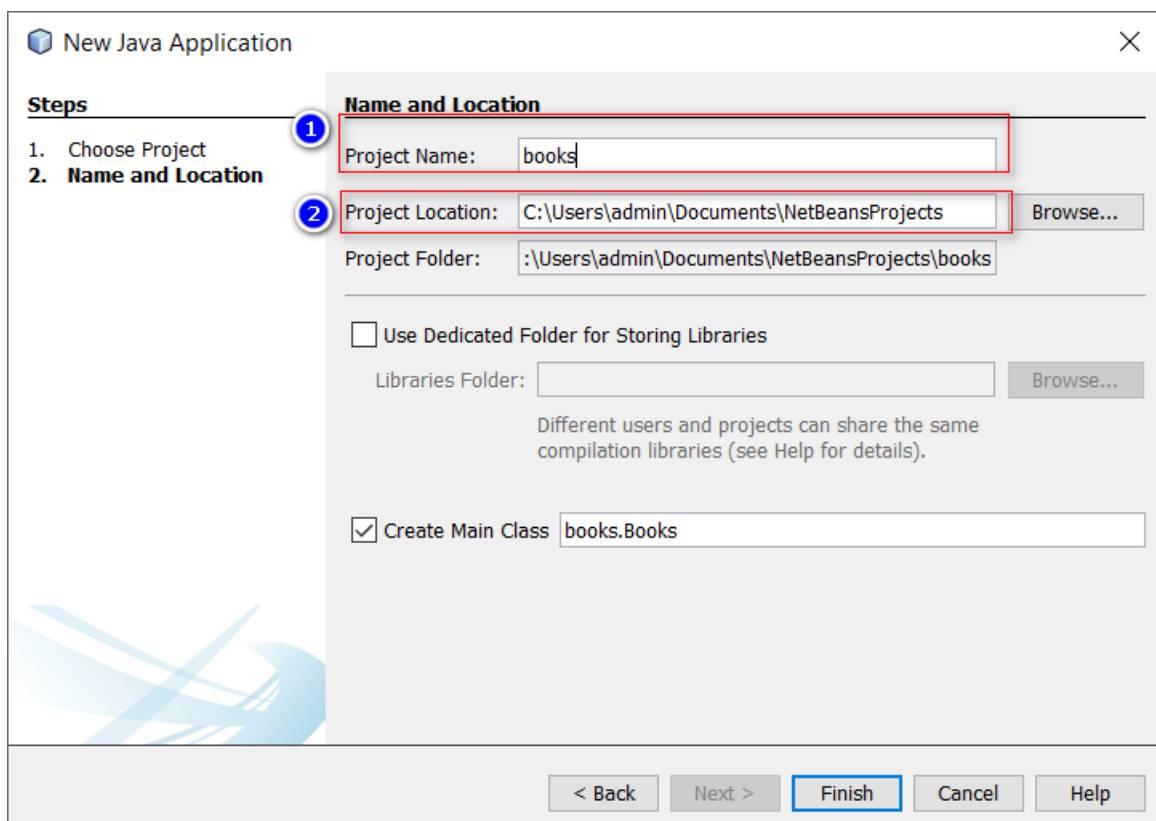 New Java Application
Steps
1. Choose Project
2. Name and Location
Name and Location
1
Project Name: books
2
Project Location: C:\Users\admin\Documents\NetBeansProjects Browse...
Project Folder: :\Users\admin\Documents\NetBeansProjects\books
Use Dedicated Folder for Storing Libraries
Libraries Folder: Browse...
Different users and projects can share the same
compilation libraries (see Help for details).
Create Main Class books.Books
< Back Next > Finish Cancel Help